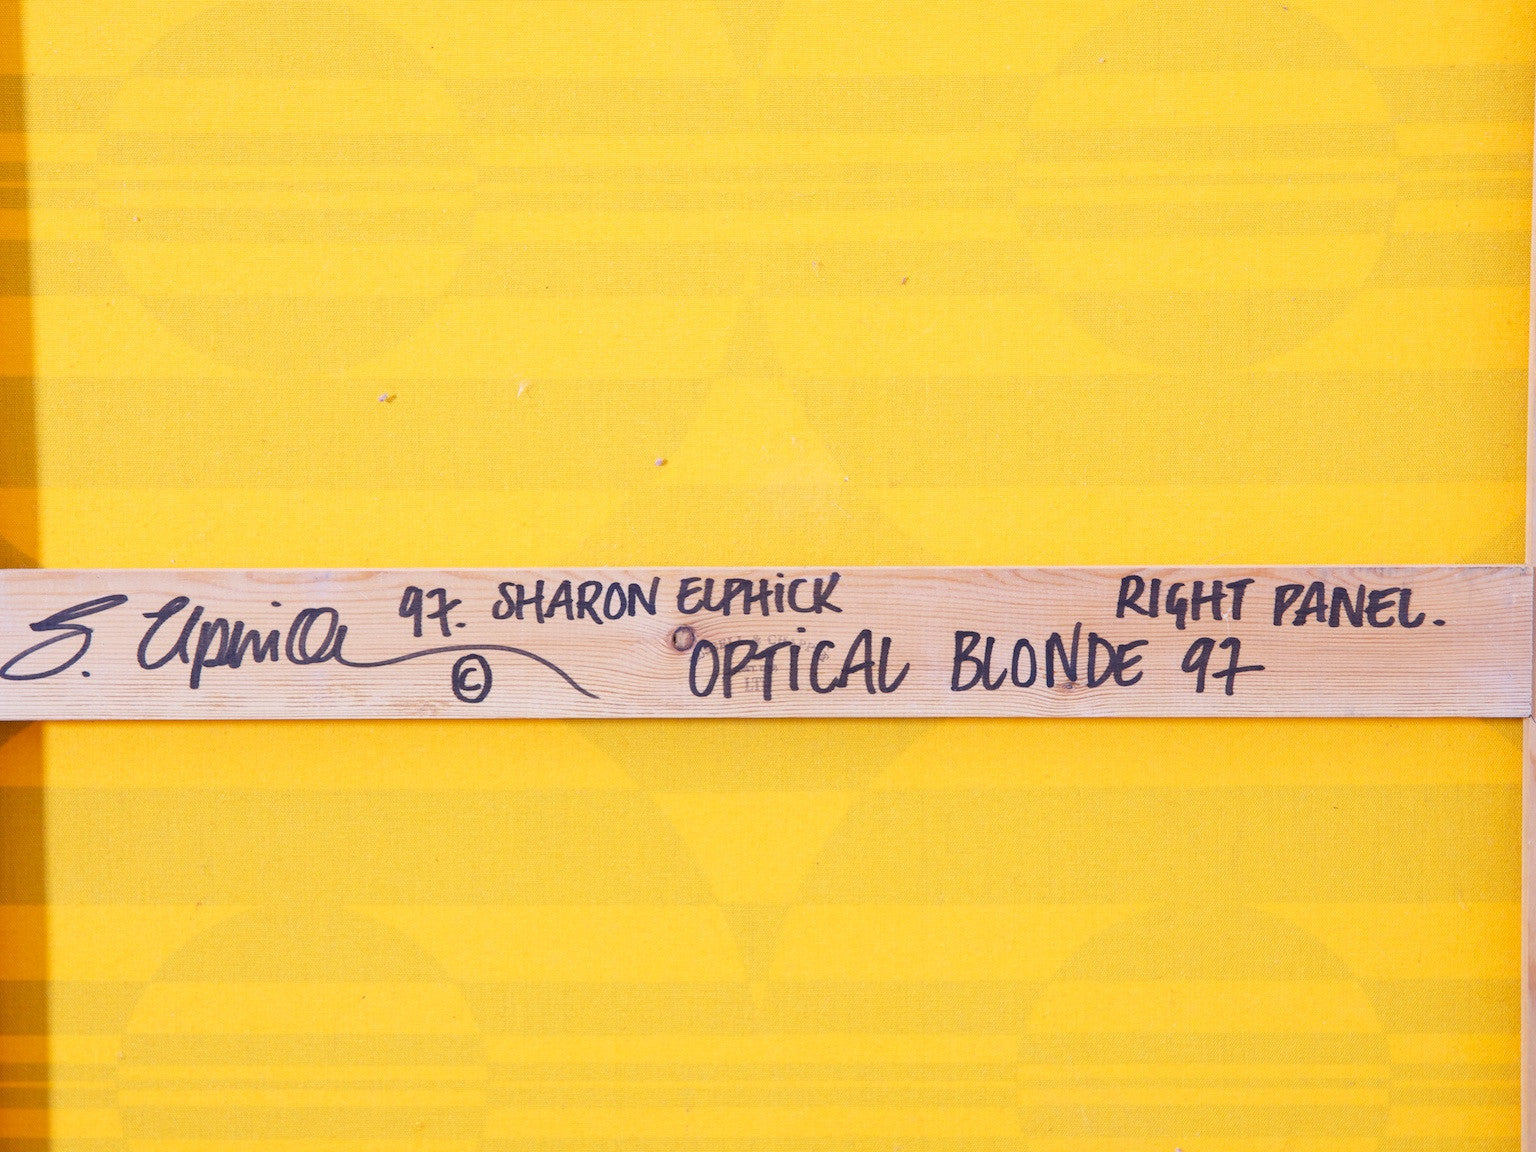 S. Elphick 97. SHARON ELPHICK RIGHT PANEL.
© OPTICAL BLONDE 97